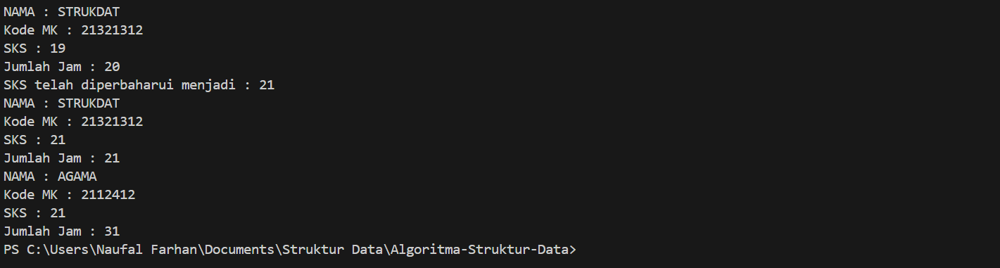 NAMA : STRUKDAT
Kode MK : 21321312
SKS : 19
Jumlah Jam : 20
SKS telah diperbaharui menjadi : 21
NAMA : STRUKDAT
Kode MK : 21321312
SKS : 21
Jumlah Jam : 21
NAMA : AGAMA
Kode MK : 2112412
SKS : 21
Jumlah Jam : 31
PS C:\Users\Naufal Farhan\Documents\Struktur Data\Algoritma-Struktur-Data>